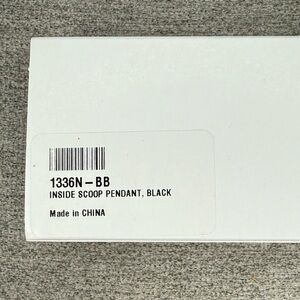 1336N-BB
INSIDE SCOOP PENDANT, BLACK
Made in CHINA